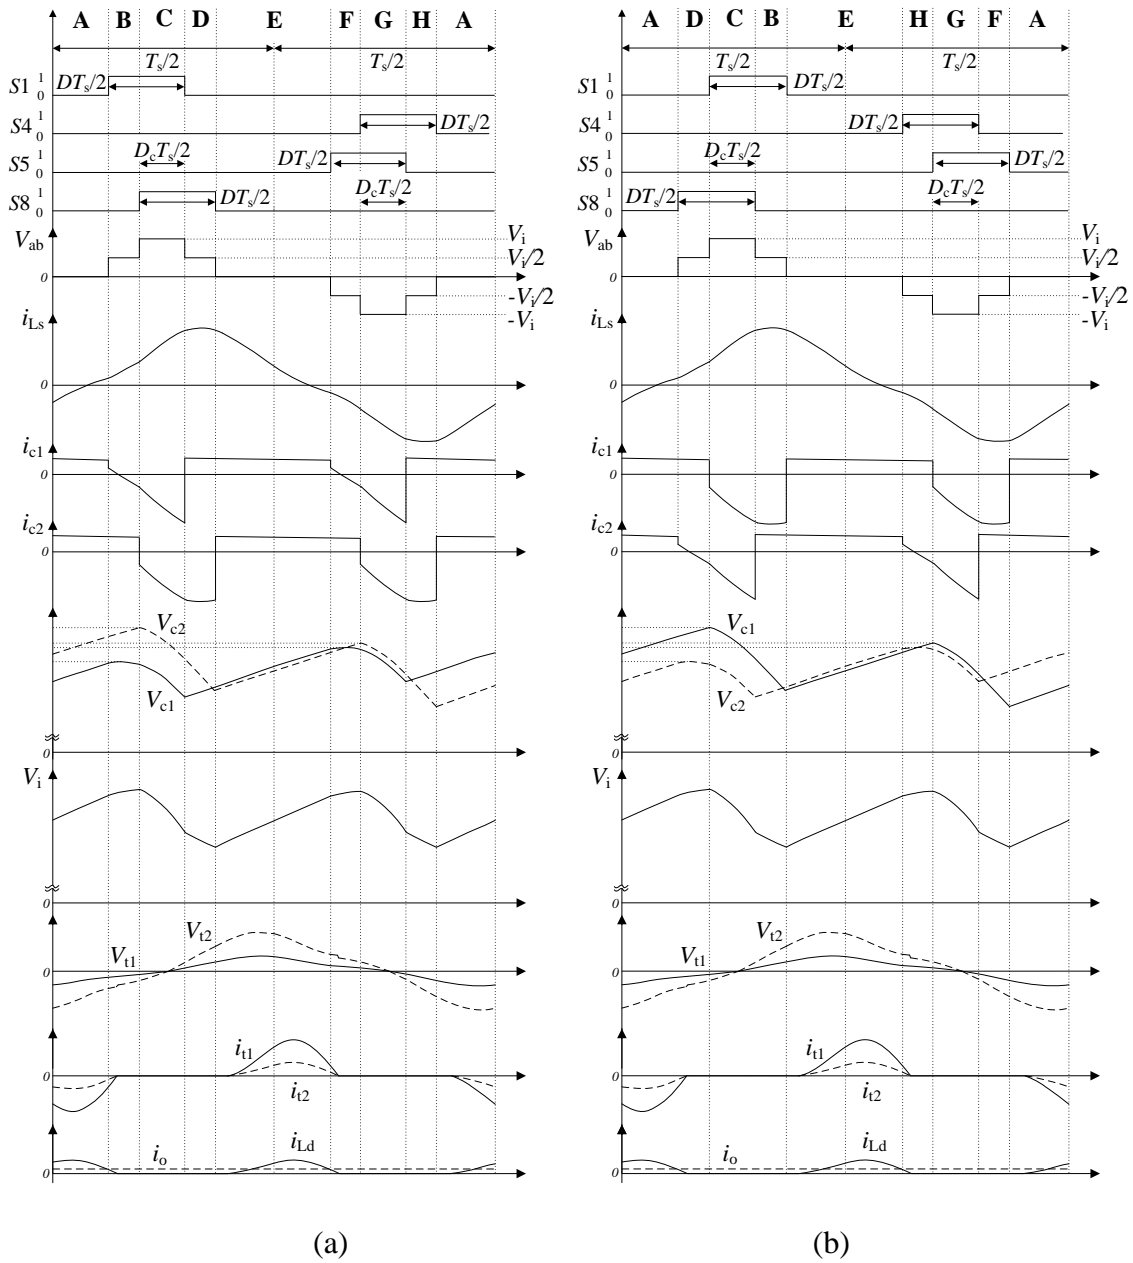 A B C D E F G H A
T_s/2 T_s/2
S1 1 0 DT_s/2
S4 1 0 DT_s/2
S5 1 0 D_cT_s/2 DT_s/2
S8 1 0 DT_s/2 D_cT_s/2
V_ab 0 V_i
V_i/2
-V_i/2
-V_i
i_Ls 0
i_c1 0
i_c2 0
V_c2
V_c1
0
V_i
0
V_t1 V_t2
0
i_t1
0 i_t2
i_o i_Ld
0
(a)
A D C B E H G F A
T_s/2 T_s/2
S1 1 0 DT_s/2
S4 1 0 DT_s/2
S5 1 0 D_cT_s/2 DT_s/2
S8 1 0 DT_s/2 D_cT_s/2
V_ab 0 V_i
V_i/2
-V_i/2
-V_i
i_Ls 0
i_c1 0
i_c2 0
V_c1
V_c2
0
V_i
0
V_t1 V_t2
0
i_t1
0 i_t2
i_o i_Ld
0
(b)